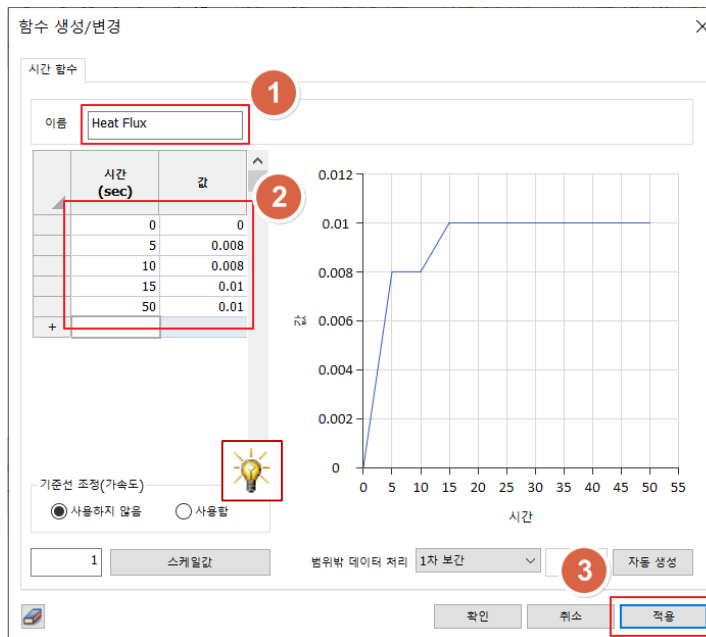 함수 생성/변경
시간 함수
1
이름 Heat Flux
시간
(sec) 값
2
0 0
5 0.008
10 0.008
15 0.01
50 0.01
+
0.012
0.01
0.008
0.006
0.004
0.002
0
값
0 5 10 15 20 25 30 35 40 45 50 55
시간
기준선 조정(가속도)
사용하지 않음 사용함
1 스케일값 범위밖 데이터 처리 1차 보간 자동 생성
3
확인 취소 적용